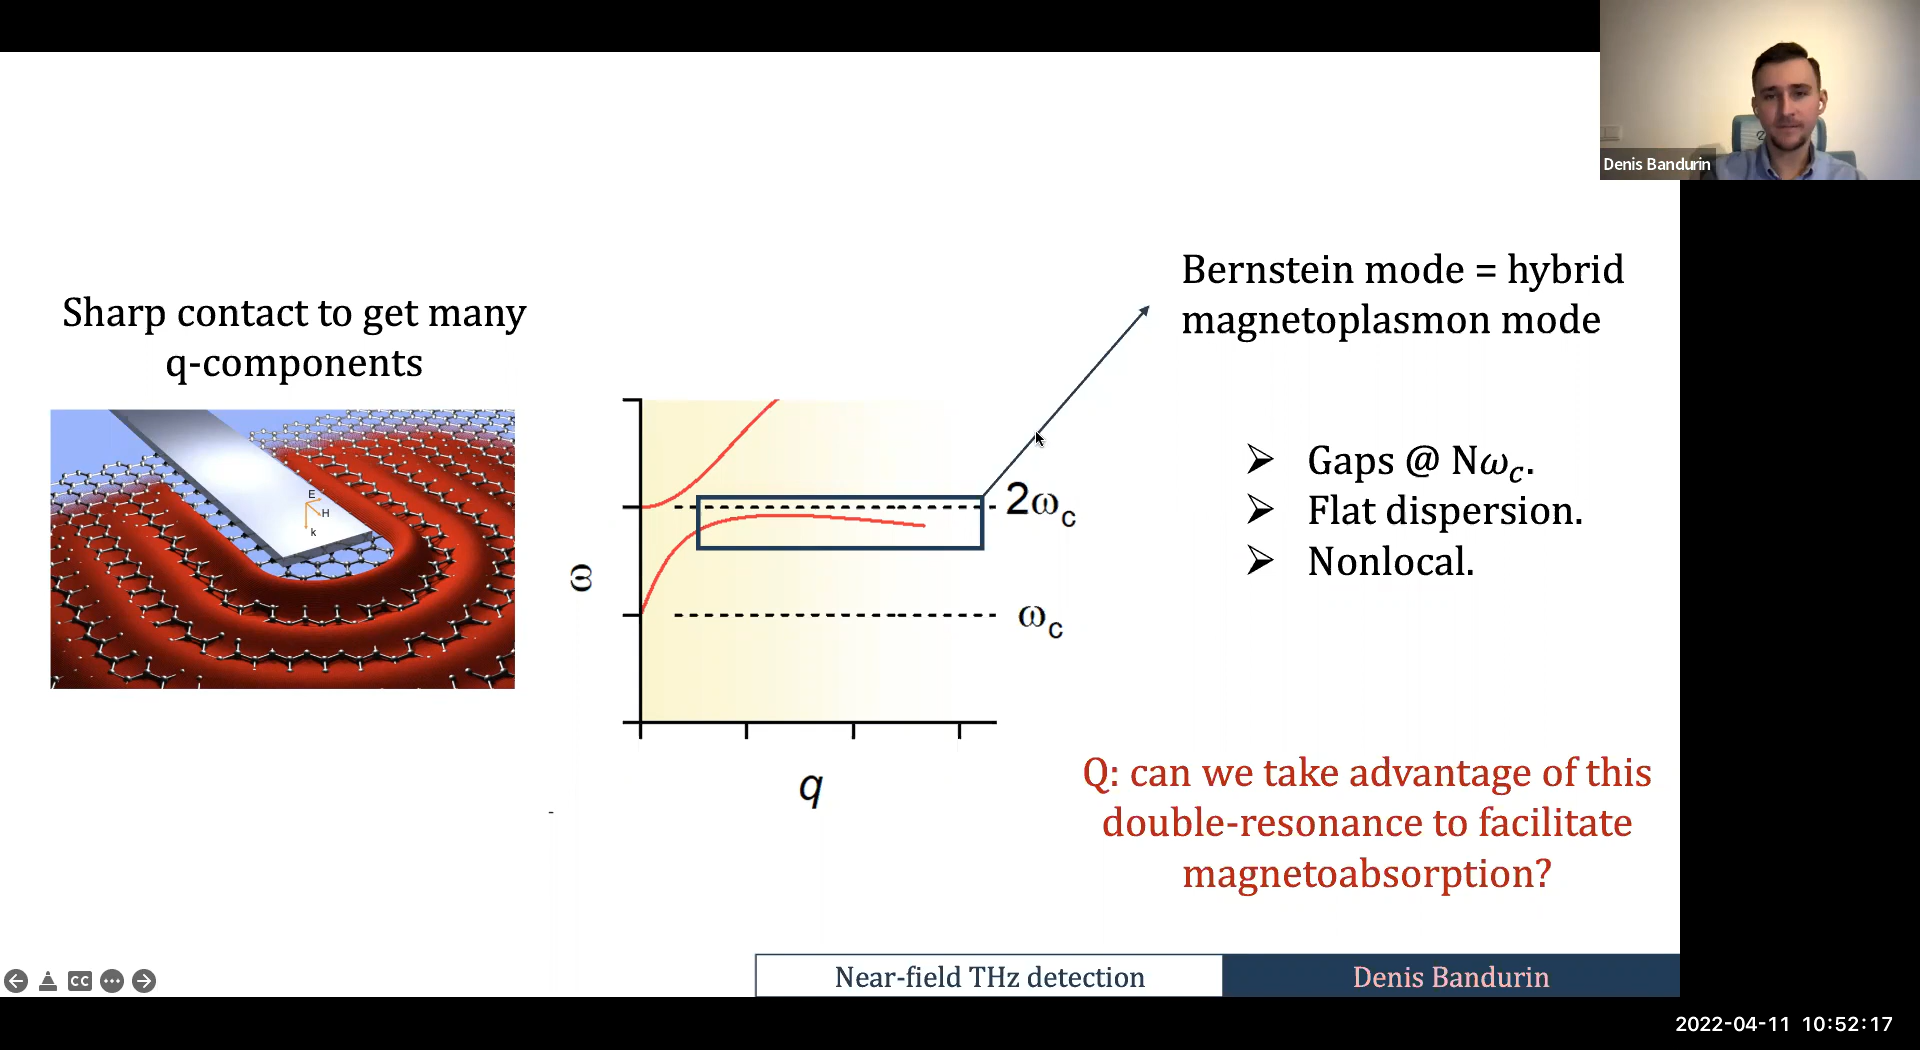 Denis Bandurin
Bernstein mode = hybrid
magnetoplasmon mode
Sharp contact to get many
q-components
E
H
k
2ω_c
ω
ω_c
q
➢ Gaps @ Nω_c.
➢ Flat dispersion.
➢ Nonlocal.
Q: can we take advantage of this
double-resonance to facilitate
magnetoabsorption?
CC
Near-field THz detection
Denis Bandurin
2022-04-11 10:52:17